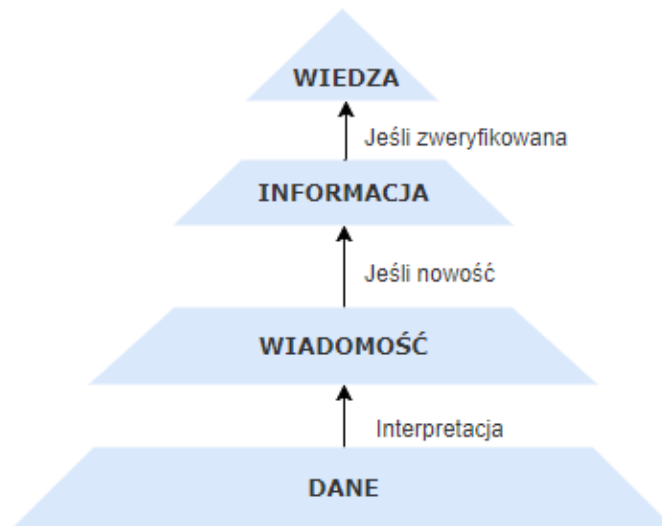 WIEDZA
Jeśli zweryfikowana
INFORMACJA
Jeśli nowość
WIADOMOŚĆ
Interpretacja
DANE